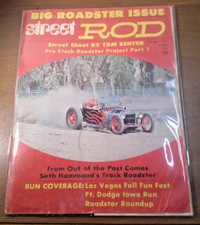 BIG ROADSTER ISSUE
street ROD
Street Shoot BY TOM SENTER
Pro Stock Roadster Project Part 1
From Out of the Past Comes
Seth Hammond's Track Roadster
RUN COVERAGE: Las Vegas Fall Fun Fest
Ft. Dodge Iowa Run
Roadster Roundup